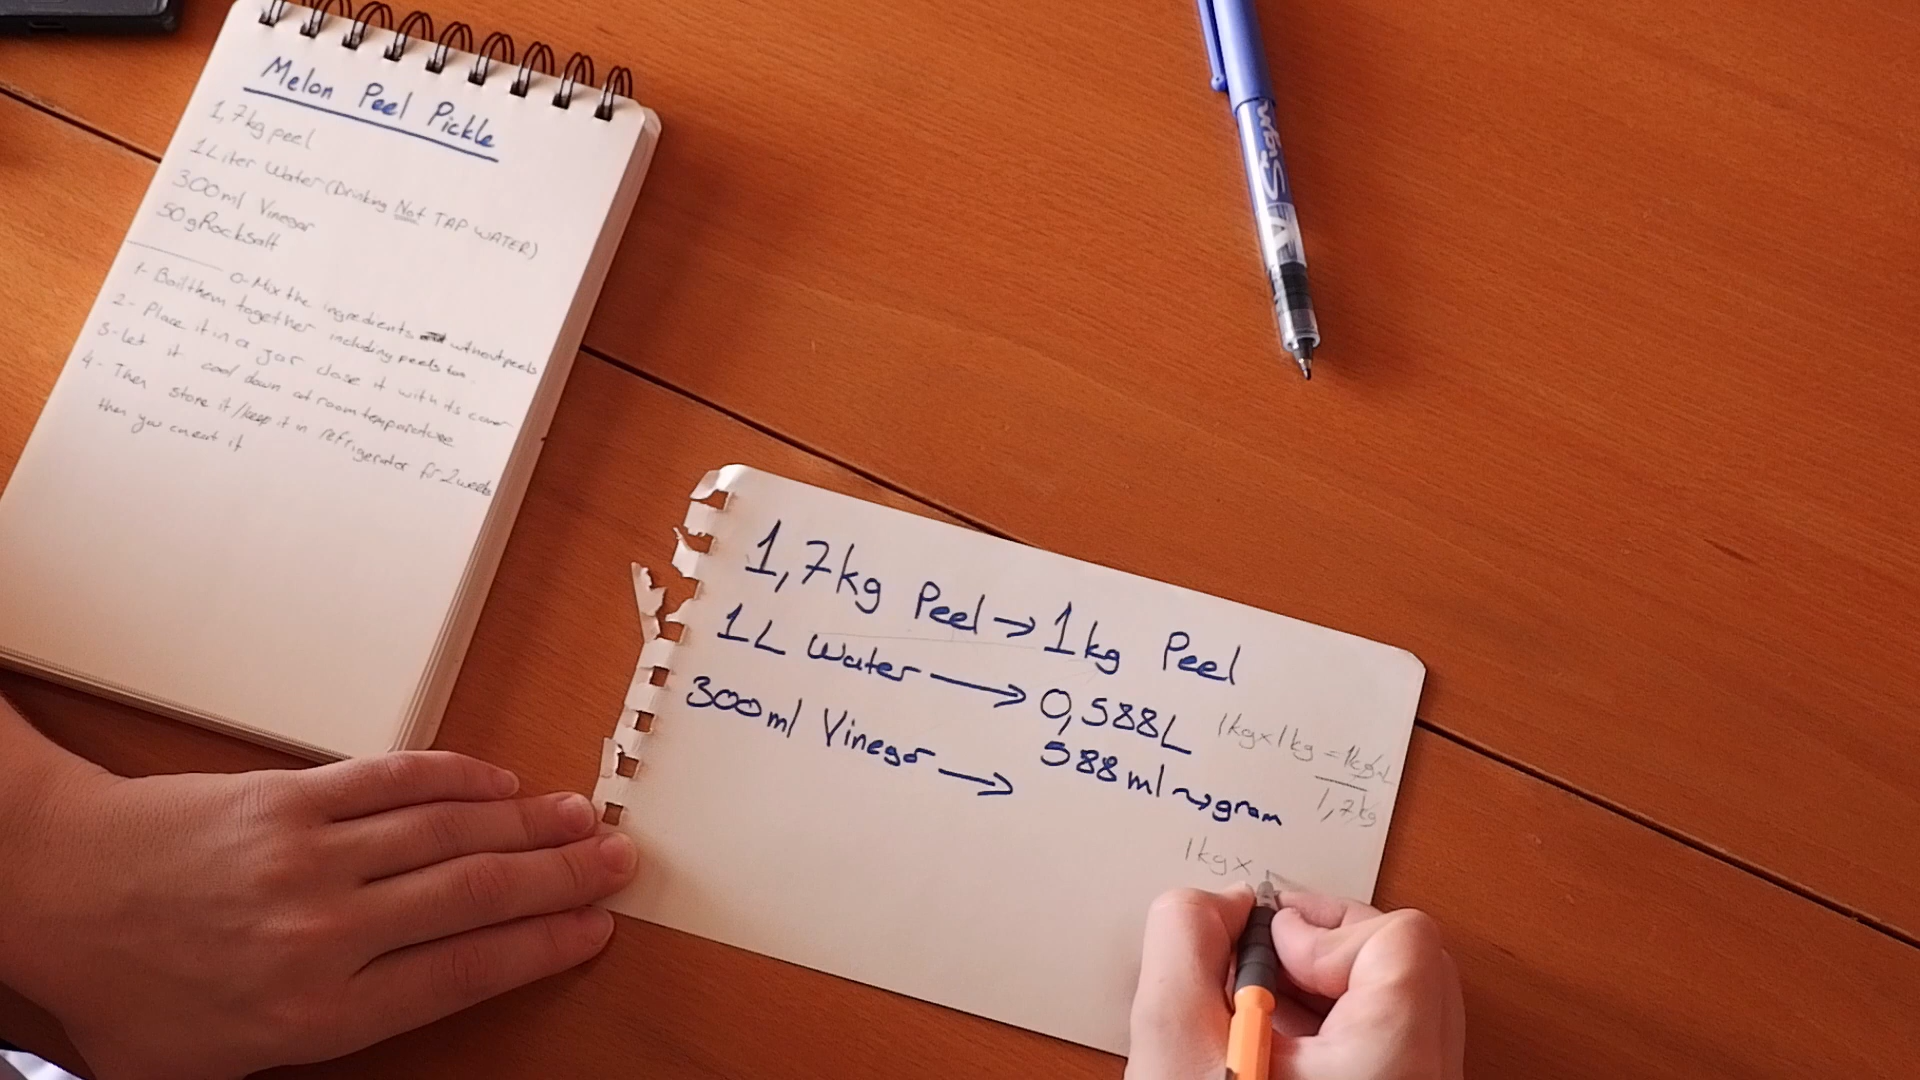 Melon Peel Pickle
1,7kg peel
1Liter Water (Drinking Not TAP WATER)
300ml Vinegar
50g Rocksalt
0-Mix the ingredients without peels
1- Boil them together including peels too.
2- Place it in a jar close it with its cover
3-let it cool down at room temperature
4- Then store it/keep it in refrigerator for 2 weeks
then you can eat it
Signo
1,7kg Peel → 1kg Peel
1L Water → 0,588L
588ml ~> gram
300ml Vinegar →
1kg x 1kg = 1kg.L
1,7kg
1kg x